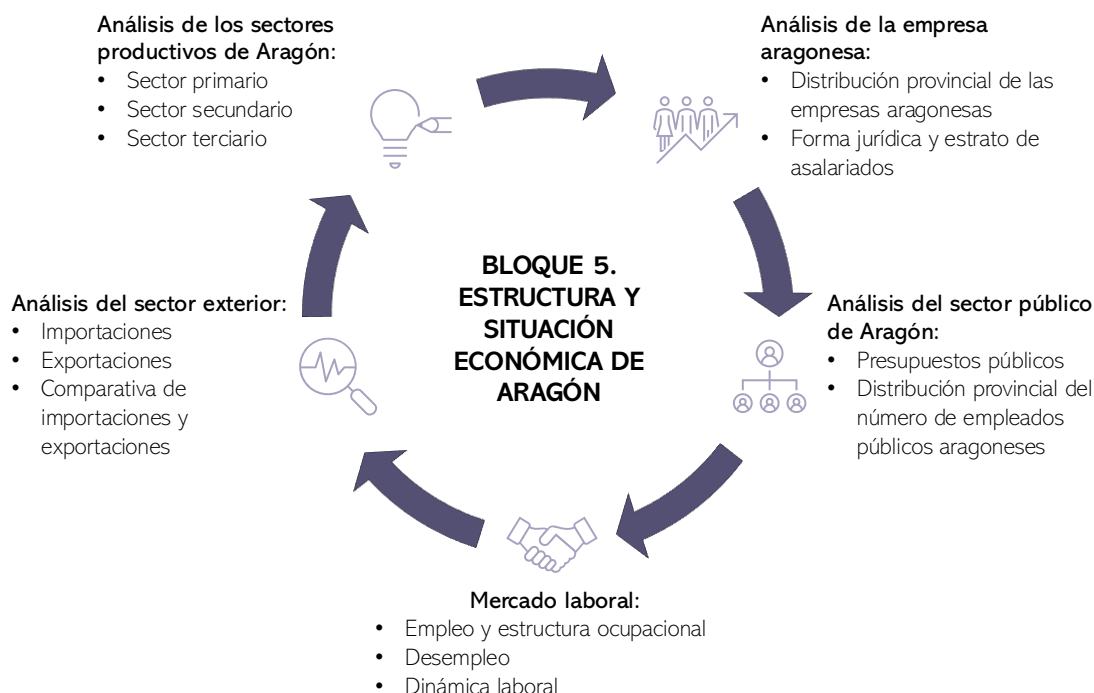 Análisis de los sectores
productivos de Aragón:
• Sector primario
• Sector secundario
• Sector terciario
Análisis de la empresa
aragonesa:
• Distribución provincial de las
empresas aragonesas
• Forma jurídica y estrato de
asalariados
BLOQUE 5.
ESTRUCTURA Y
SITUACIÓN
ECONÓMICA DE
ARAGÓN
Análisis del sector exterior:
• Importaciones
• Exportaciones
• Comparativa de
importaciones y
exportaciones
Análisis del sector público
de Aragón:
• Presupuestos públicos
• Distribución provincial del
número de empleados
públicos aragoneses
Mercado laboral:
• Empleo y estructura ocupacional
• Desempleo
• Dinámica laboral